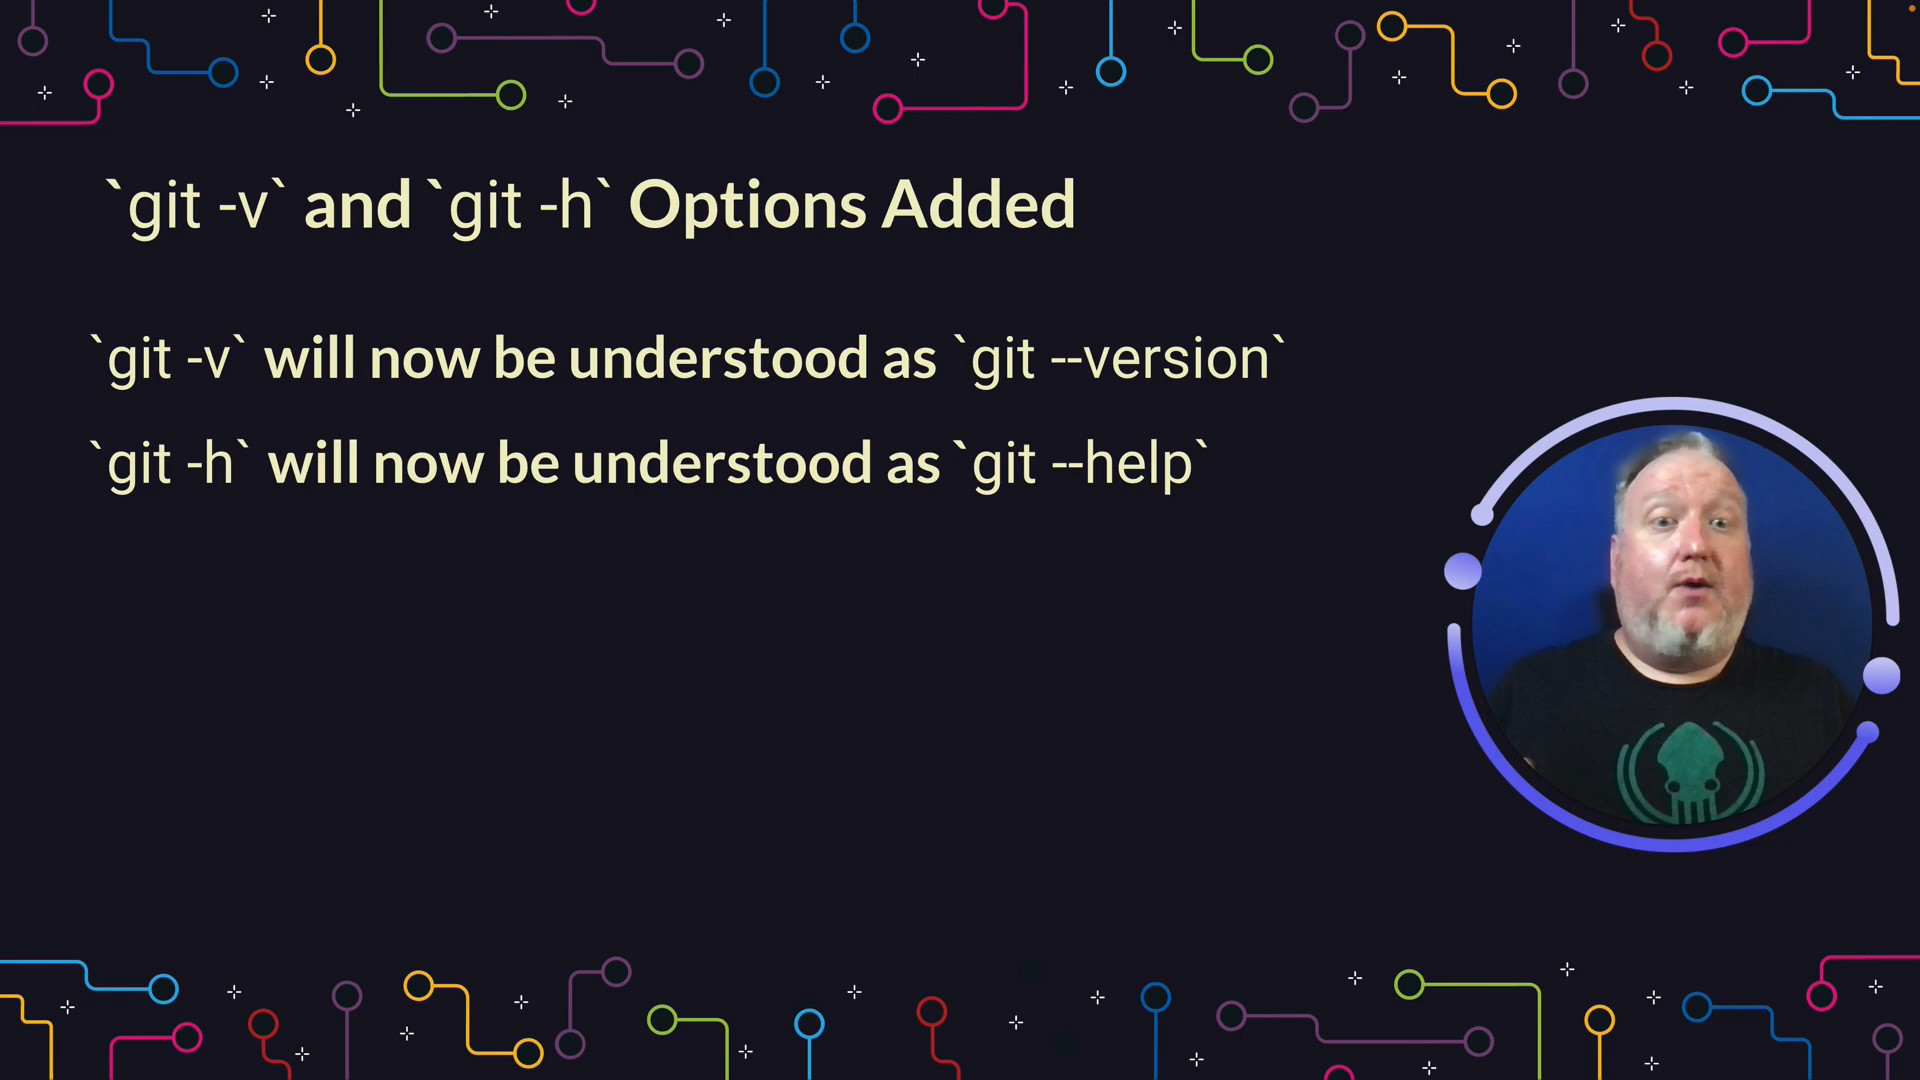 `git -v` and `git -h` Options Added
`git -v` will now be understood as `git --version`
`git -h` will now be understood as `git --help`